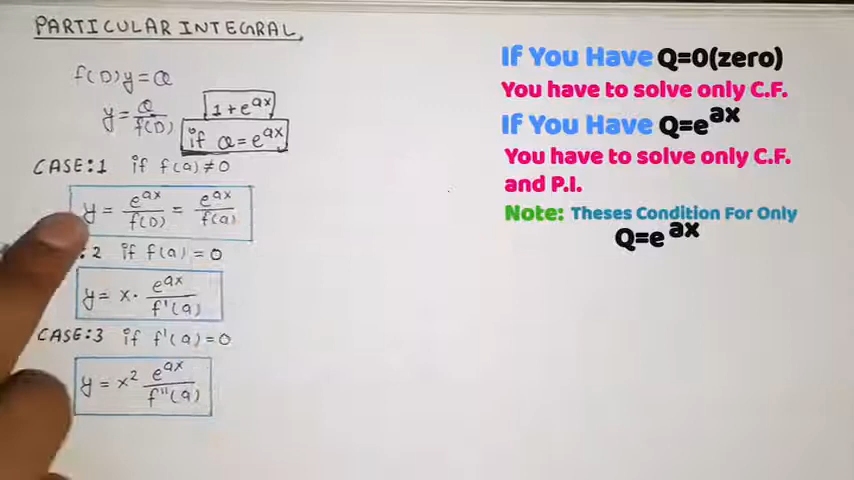 PARTICULAR INTEGRAL,
f(D)y = Q
y = Q / f(D)
1 + e^ax
if Q = e^ax
CASE:1 if f(a) ≠ 0
y = e^ax / f(D) = e^ax / f(a)
:2 if f(a) = 0
y = x · e^ax / f'(a)
CASE:3 if f'(a) = 0
y = x² e^ax / f''(a)
If You Have Q=0(zero)
You have to solve only C.F.
If You Have Q=e^ax
You have to solve only C.F.
and P.I.
Note: Theses Condition For Only
Q=e^ax